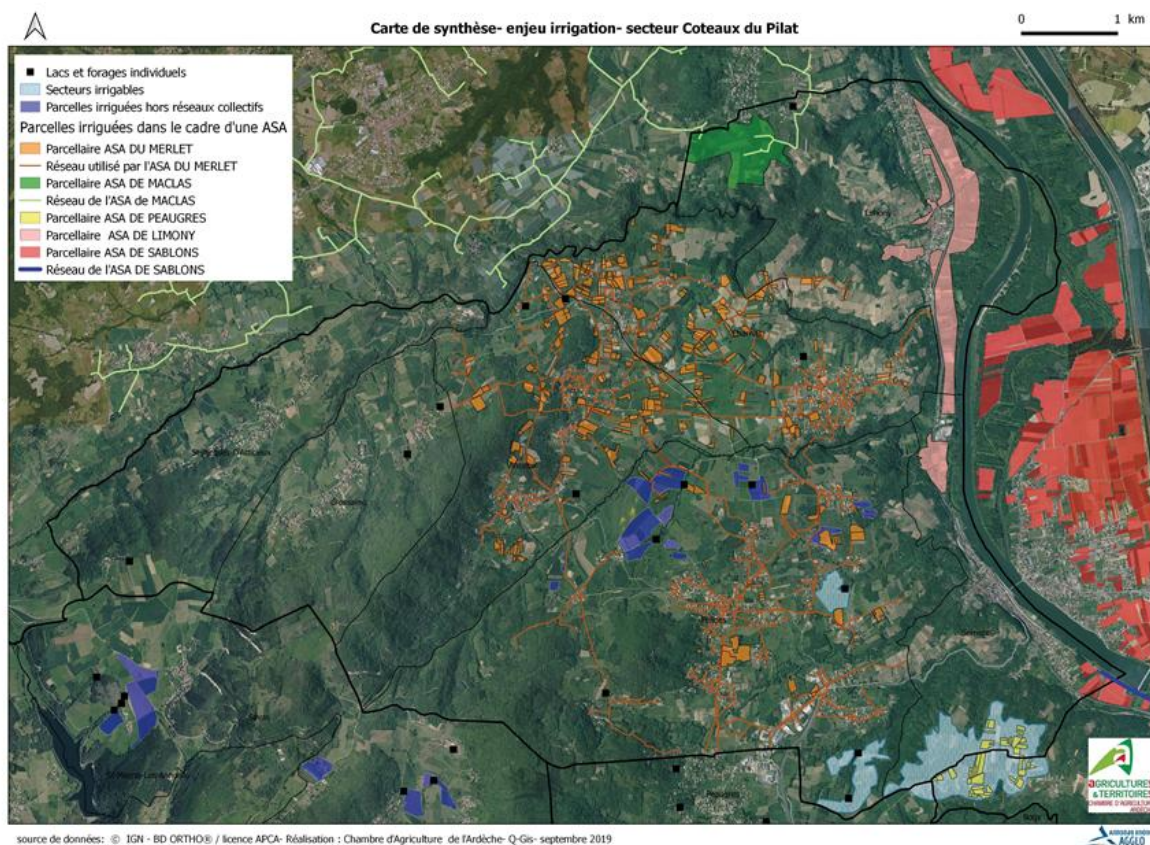 Carte de synthèse- enjeu irrigation- secteur Coteaux du Pilat
0 1 km
Lacs et forages individuels
Secteurs irrigables
Parcelles irriguées hors réseaux collectifs
Parcelles irriguées dans le cadre d'une ASA
Parcellaire ASA DU MERLET
Réseau utilisé par l'ASA DU MERLET
Parcellaire ASA DE MACLAS
Réseau de l'ASA de MACLAS
Parcellaire ASA DE PEAUGRES
Parcellaire ASA DE LIMONY
Parcellaire ASA DE SABLONS
Réseau de l'ASA DE SABLONS
Limony
Peaugres
AGRICULTURES
& TERRITOIRES
CHAMBRE D'AGRICULTURE
ARDÈCHE
source de données: © IGN - BD ORTHO® / licence APCA- Réalisation : Chambre d'Agriculture de l'Ardèche- Q-Gis- septembre 2019
AGGLO